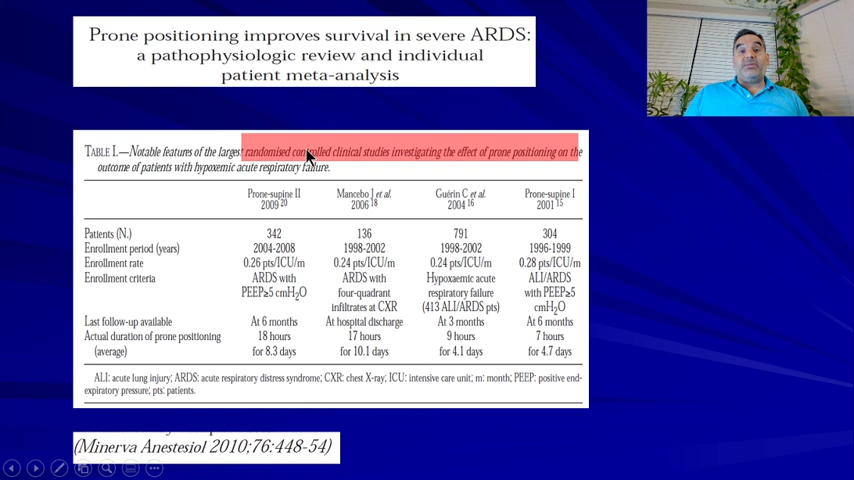 Prone positioning improves survival in severe ARDS:
a pathophysiologic review and individual
patient meta-analysis
TABLE I.—Notable features of the largest randomised controlled clinical studies investigating the effect of prone positioning on the
outcome of patients with hypoxemic acute respiratory failure.
Prone-supine II Mancebo J et al. Guérin C et al. Prone-supine I
2009 20 2006 18 2004 16 2001 15
Patients (N.) 342 136 791 304
Enrollment period (years) 2004-2008 1998-2002 1998-2002 1996-1999
Enrollment rate 0.26 pts/ICU/m 0.24 pts/ICU/m 0.24 pts/ICU/m 0.28 pts/ICU/m
Enrollment criteria ARDS with ARDS with Hypoxaemic acute ALI/ARDS
PEEP≥5 cmH2O four-quadrant respiratory failure with PEEP≥5
infiltrates at CXR (413 ALI/ARDS pts) cmH2O
Last follow-up available At 6 months At hospital discharge At 3 months At 6 months
Actual duration of prone positioning 18 hours 17 hours 9 hours 7 hours
(average) for 8.3 days for 10.1 days for 4.1 days for 4.7 days
ALI: acute lung injury; ARDS: acute respiratory distress syndrome; CXR: chest X-ray; ICU: intensive care unit; m: month; PEEP: positive end-
expiratory pressure; pts: patients.
(Minerva Anestesiol 2010;76:448-54)